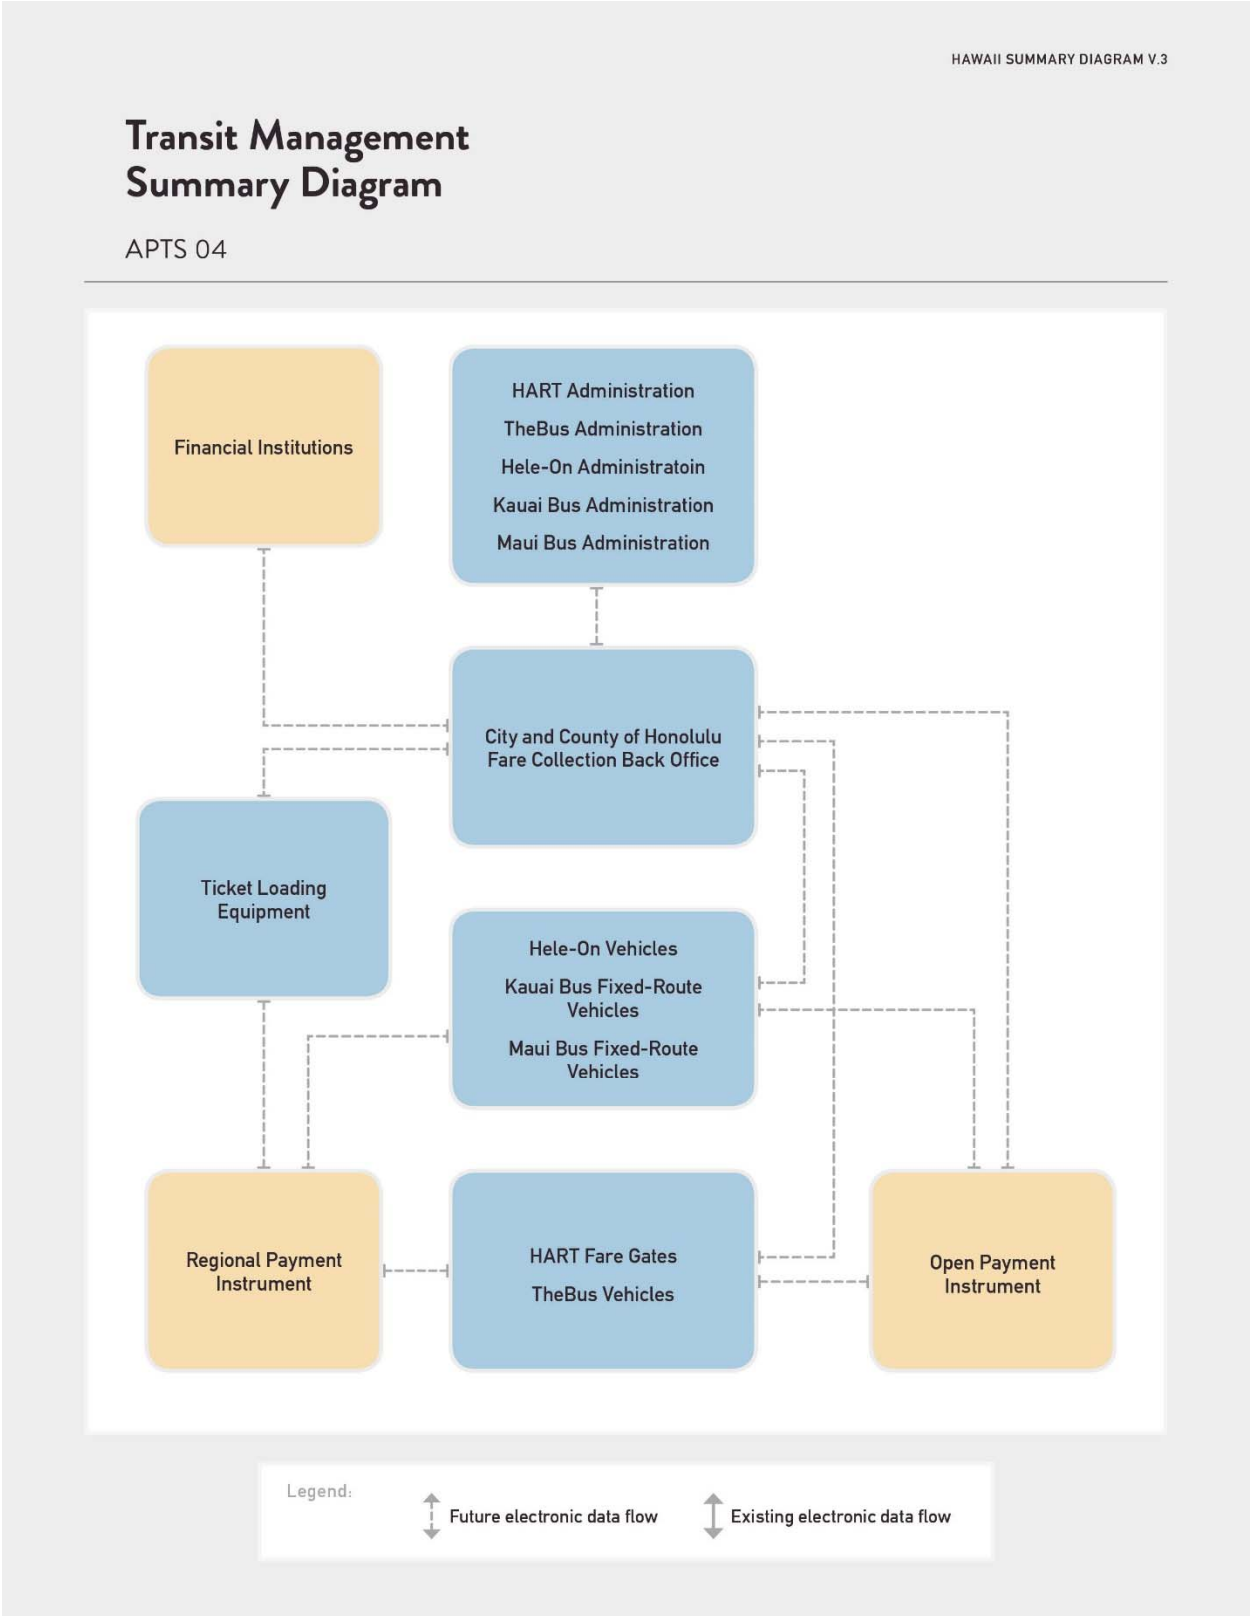 HAWAII SUMMARY DIAGRAM V.3
Transit Management
Summary Diagram
APTS 04
Financial Institutions
HART Administration
TheBus Administration
Hele-On Administratoin
Kauai Bus Administration
Maui Bus Administration
City and County of Honolulu
Fare Collection Back Office
Ticket Loading
Equipment
Hele-On Vehicles
Kauai Bus Fixed-Route
Vehicles
Maui Bus Fixed-Route
Vehicles
Regional Payment
Instrument
HART Fare Gates
TheBus Vehicles
Open Payment
Instrument
Legend:
Future electronic data flow
Existing electronic data flow